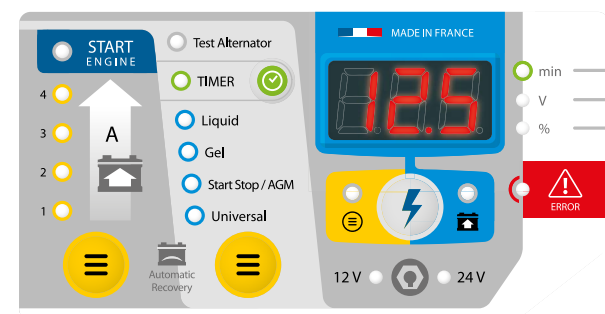 START
ENGINE
4
3
A
2
1
Automatic
Recovery
Test Alternator
TIMER
Liquid
Gel
Start Stop / AGM
Universal
MADE IN FRANCE
12.5
12 V
24 V
min
V
%
ERROR